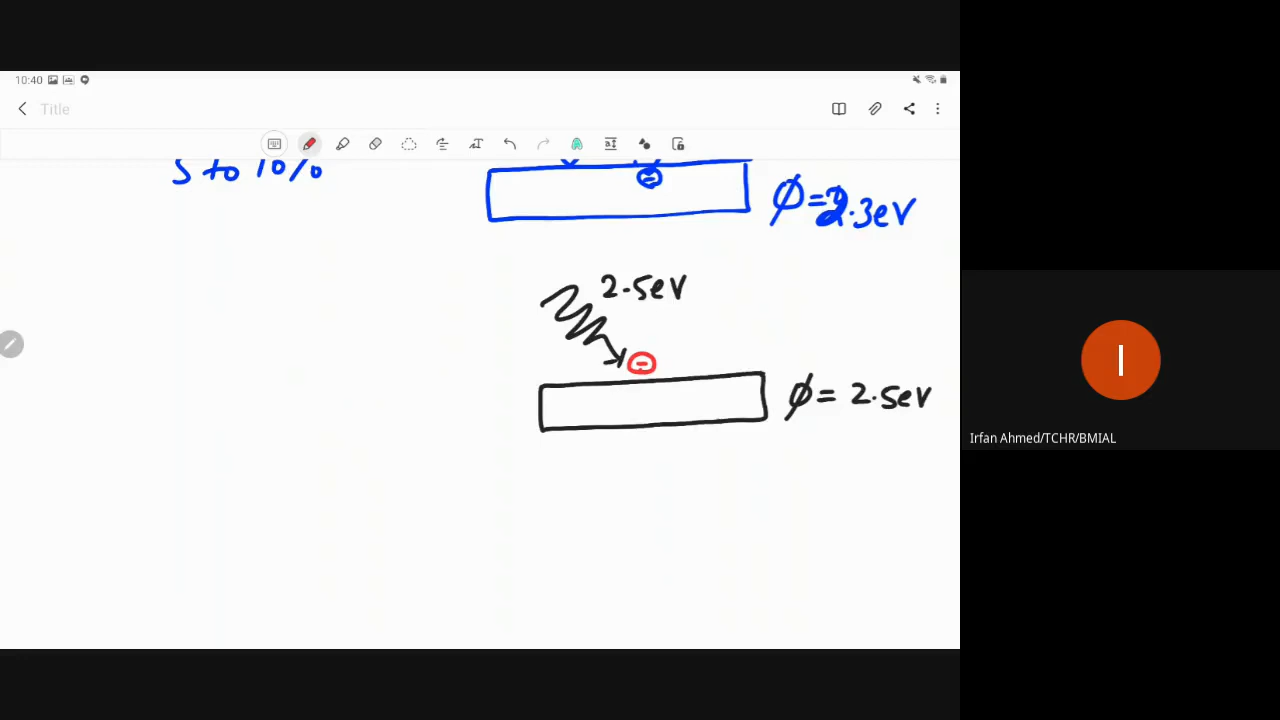 10:40
Title
5 to 10%
ϕ=2.3eV
2.5eV
ϕ= 2.5eV
I
Irfan Ahmed/TCHR/BMIAL